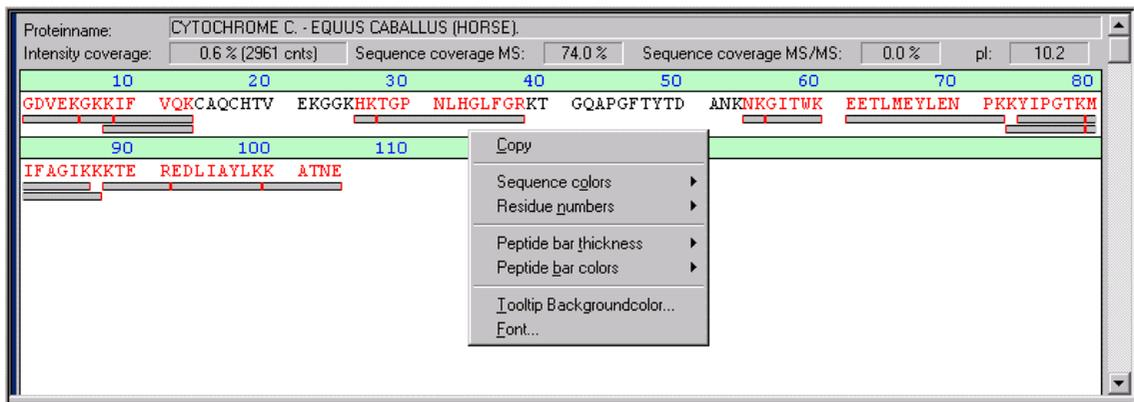 Proteinname: CYTOCHROME C. - EQUUS CABALLUS (HORSE).
Intensity coverage: 0.6 % (2961 cnts) Sequence coverage MS: 74.0 % Sequence coverage MS/MS: 0.0 % pI: 10.2
10 20 30 40 50 60 70 80
GDVEKGKKIF VQKCAQCHTV EKGGKHKTGP NLHGLFGRKT GQAPGFTYTD ANKNKGITWK EETLMEYLEN PKKYIPGTKM
90 100 110
IFAGIKKKTE REDLIAYLKK ATNE
Copy
Sequence colors
Residue numbers
Peptide bar thickness
Peptide bar colors
Tooltip Backgroundcolor...
Font...